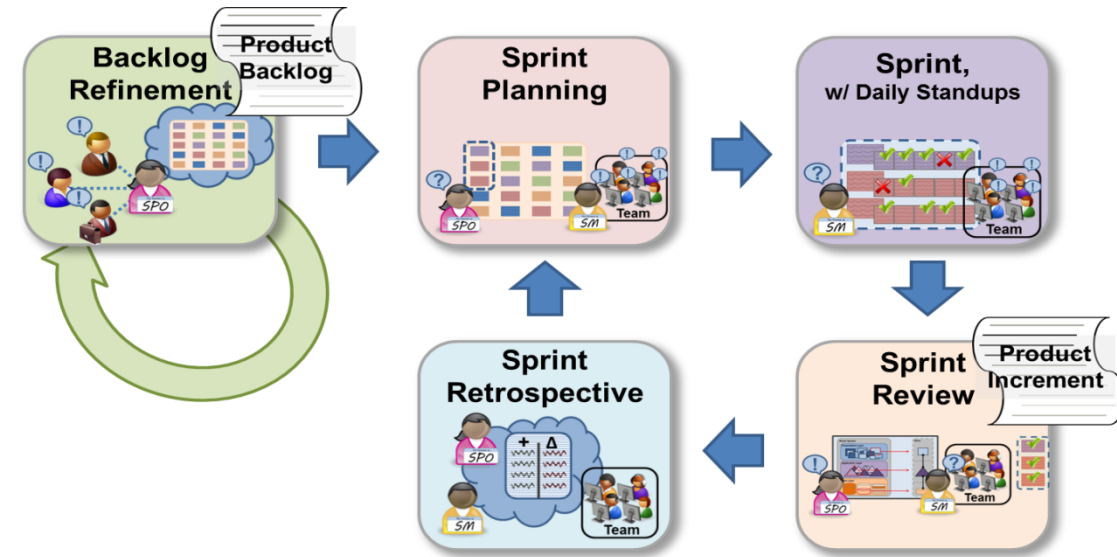 Backlog
Refinement
Product
Backlog
!
!
!
SPO
Sprint
Planning
?
SPO
SM
! !
! !
Team
Sprint,
w/ Daily Standups
?
SM
! !
! !
Team
Sprint
Review
Product
Increment
!
SPO
SM
?
Team
Sprint
Retrospective
SPO
+ Δ
SM
Team